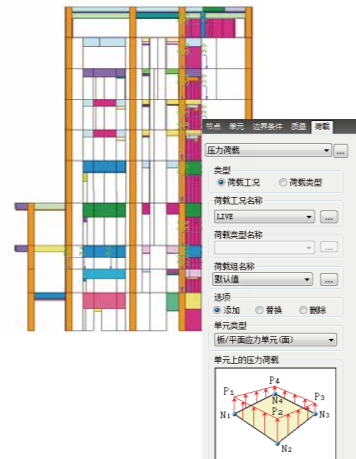 节点 单元 边界条件 质量 荷载
压力荷载
...
类型
荷载工况 荷载类型
荷载工况名称
LIVE
...
荷载类型名称
...
荷载组名称
默认值
...
选项
添加 替换 删除
单元类型
板/平面应力单元(面)
单元上的压力荷载
P4
P1 N4 P3
P2
N1 N3
N2